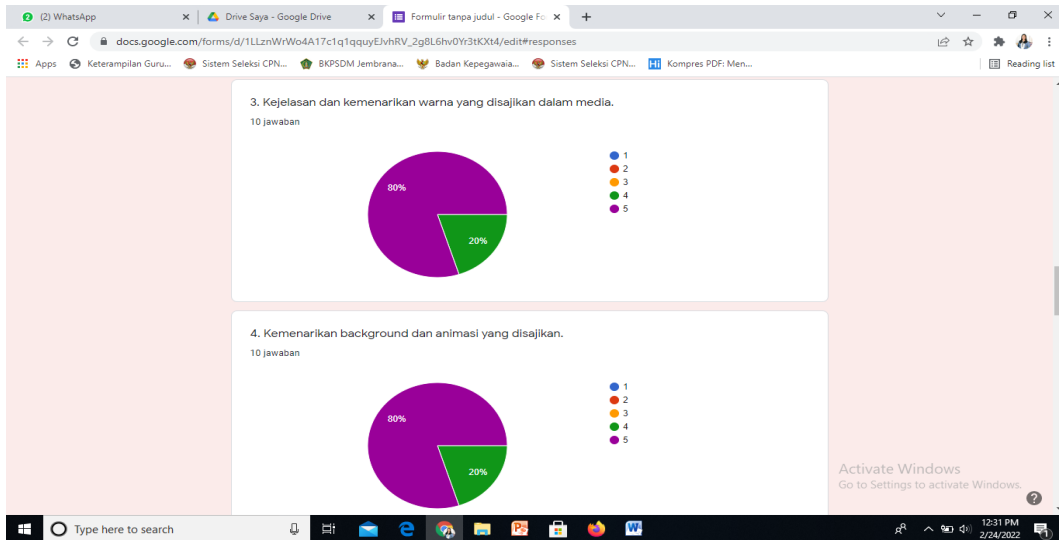 (2) WhatsApp
Drive Saya - Google Drive
Formulir tanpa judul - Google Fo
docs.google.com/forms/d/1LLznWrWo4A17c1q1qquyEJvhRV_2g8L6hv0Yr3tKXt4/edit#responses
Apps Keterampilan Guru... Sistem Seleksi CPN... BKPSDM Jembrana... Badan Kepegawaia... Sistem Seleksi CPN... Hi Kompres PDF: Men... Reading list
3. Kejelasan dan kemenarikan warna yang disajikan dalam media.
10 jawaban
80%
20%
1
2
3
4
5
4. Kemenarikan background dan animasi yang disajikan.
10 jawaban
80%
20%
1
2
3
4
5
Activate Windows
Go to Settings to activate Windows.
Type here to search
12:31 PM
2/24/2022